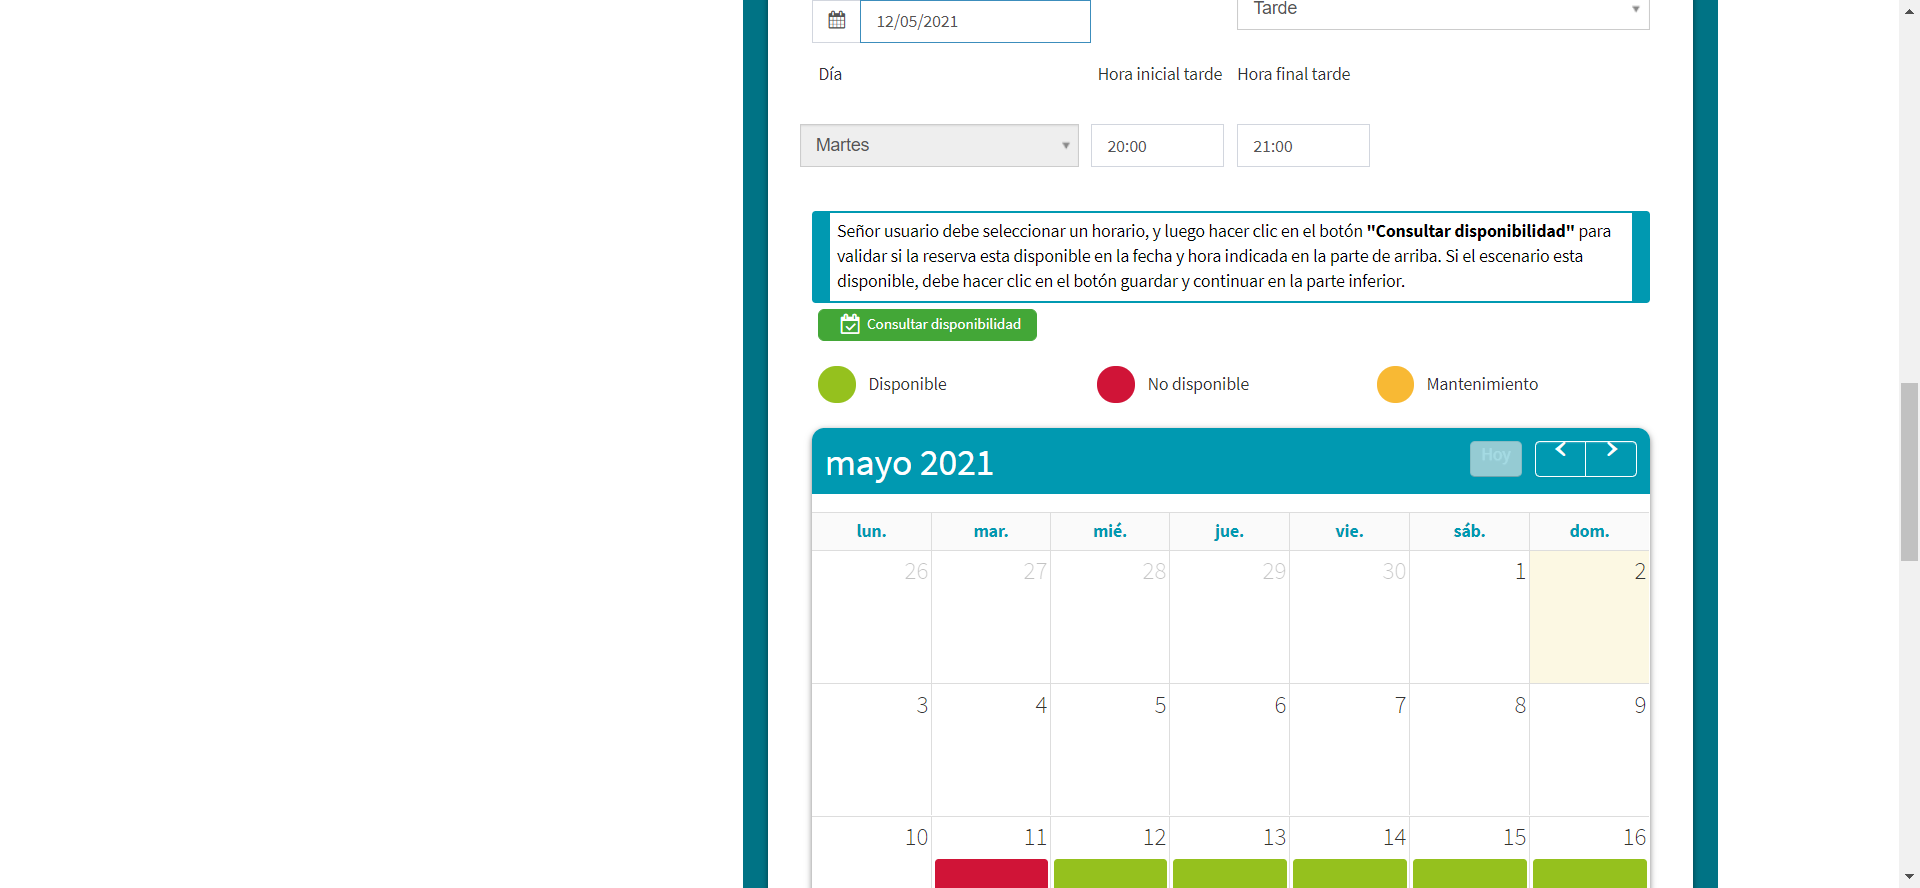 12/05/2021 Tarde
Día Hora inicial tarde Hora final tarde
Martes 20:00 21:00
Señor usuario debe seleccionar un horario, y luego hacer clic en el botón "Consultar disponibilidad" para
validar si la reserva esta disponible en la fecha y hora indicada en la parte de arriba. Si el escenario esta
disponible, debe hacer clic en el botón guardar y continuar en la parte inferior.
Consultar disponibilidad
Disponible No disponible Mantenimiento
mayo 2021 Hoy
lun. mar. mié. jue. vie. sáb. dom.
26 27 28 29 30 1 2
3 4 5 6 7 8 9
10 11 12 13 14 15 16